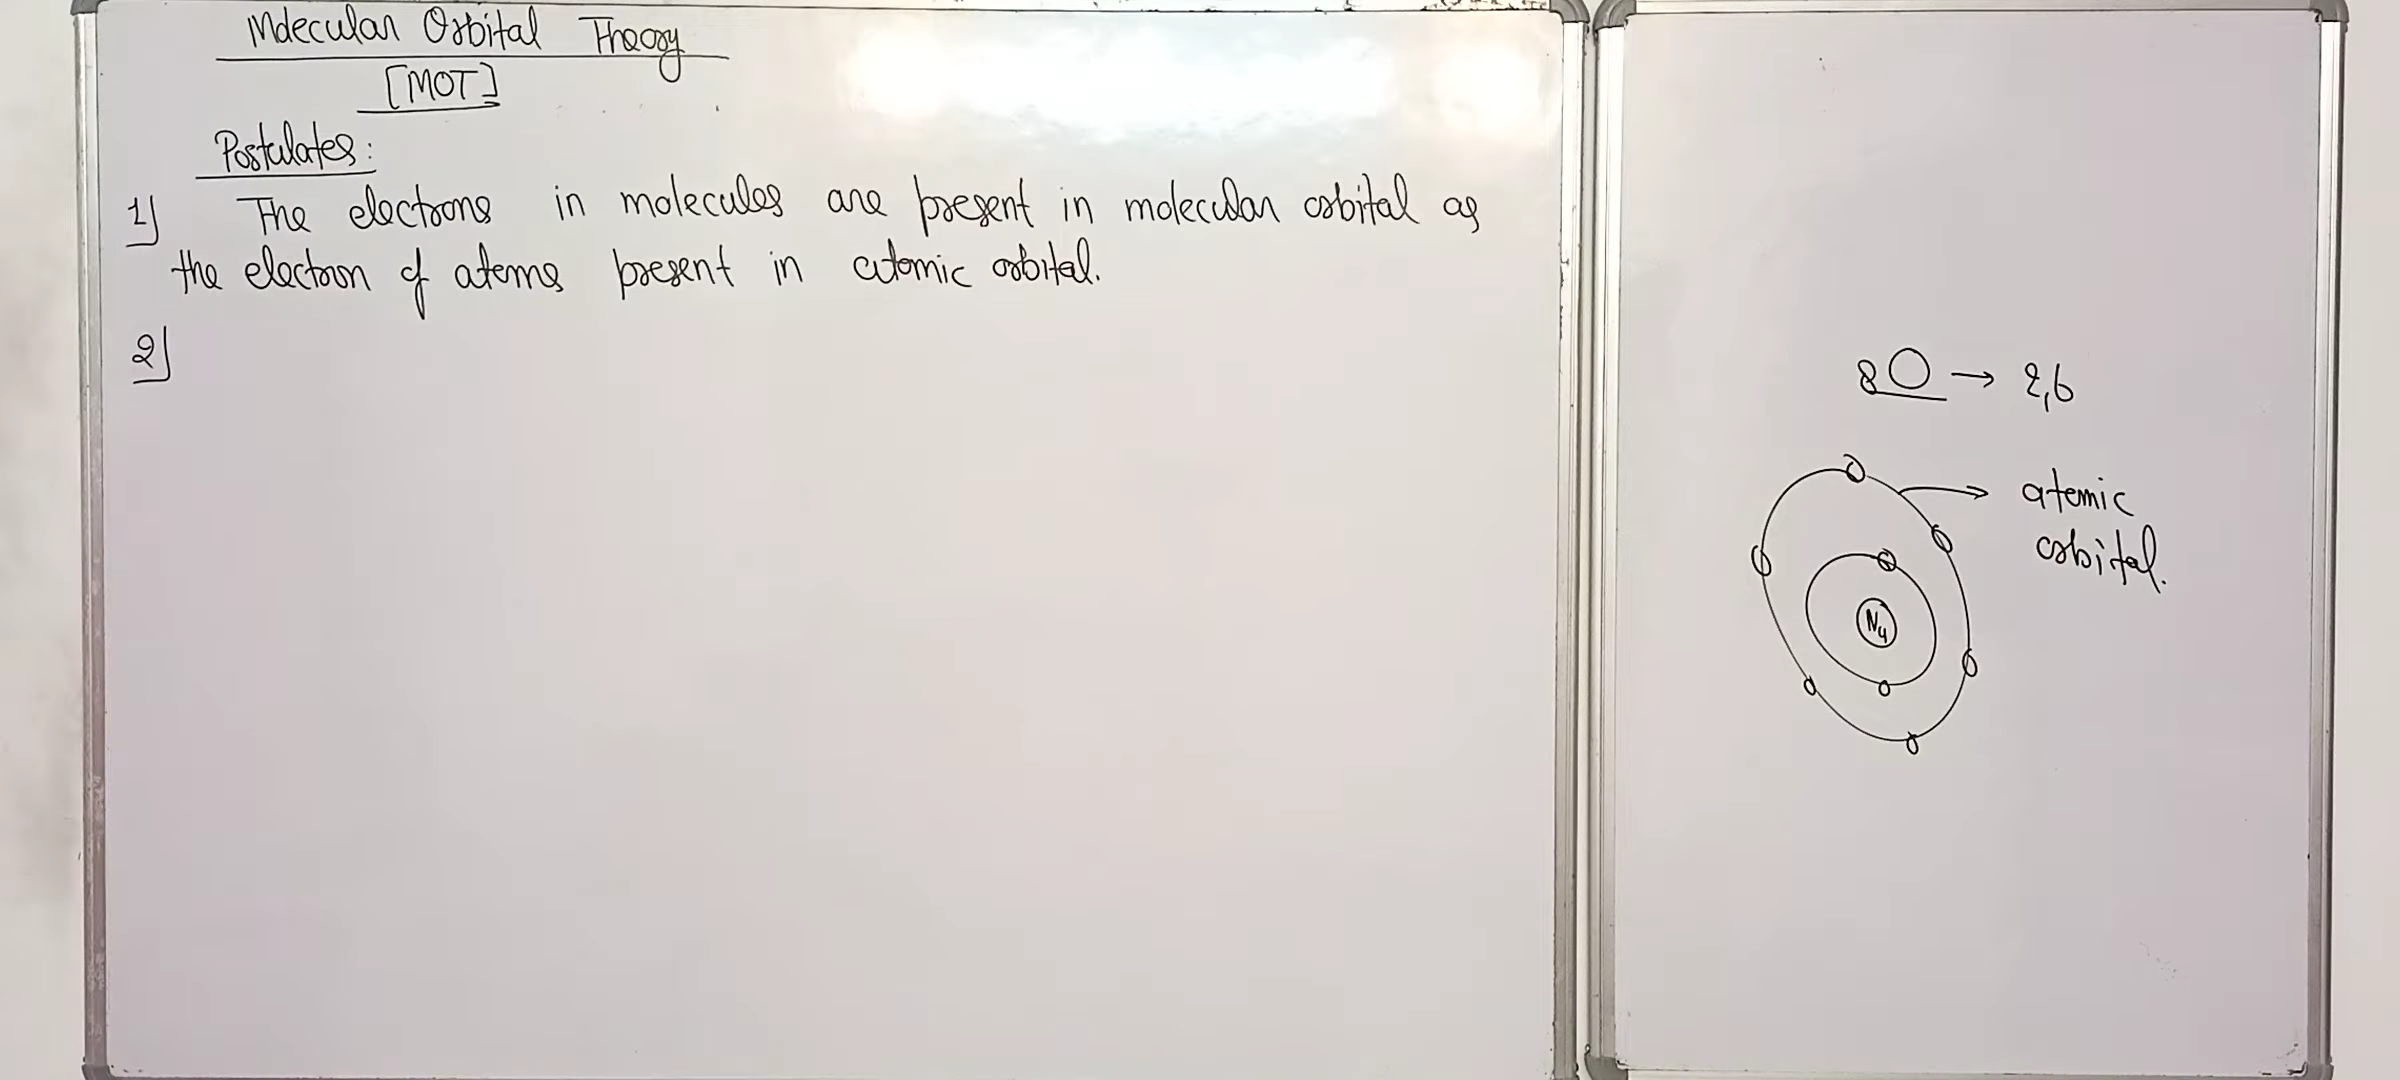 Molecular Orbital Theory
[MOT]
Postulates:
1) The electrons in molecules are present in molecular orbital as
the electron of atoms present in atomic orbital.
2)
8O → 2,6
atomic
orbital.
Nu